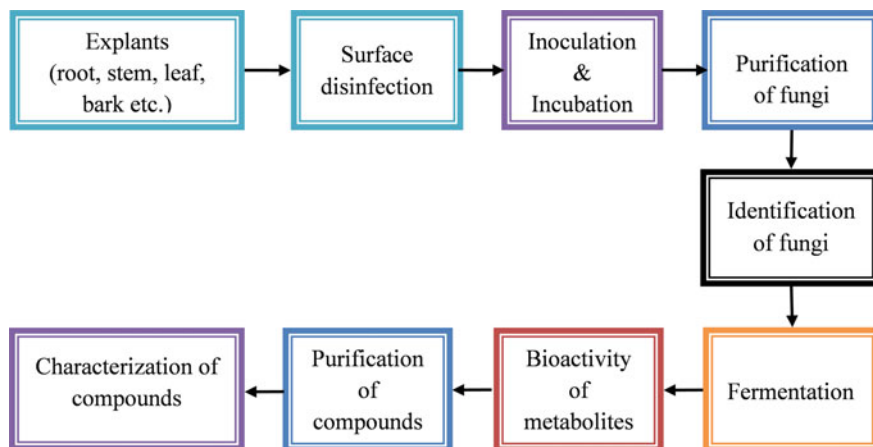 Explants
(root, stem, leaf,
bark etc.)
Surface
disinfection
Inoculation
&
Incubation
Purification
of fungi
Identification
of fungi
Fermentation
Bioactivity
of
metabolites
Purification
of
compounds
Characterization of
compounds